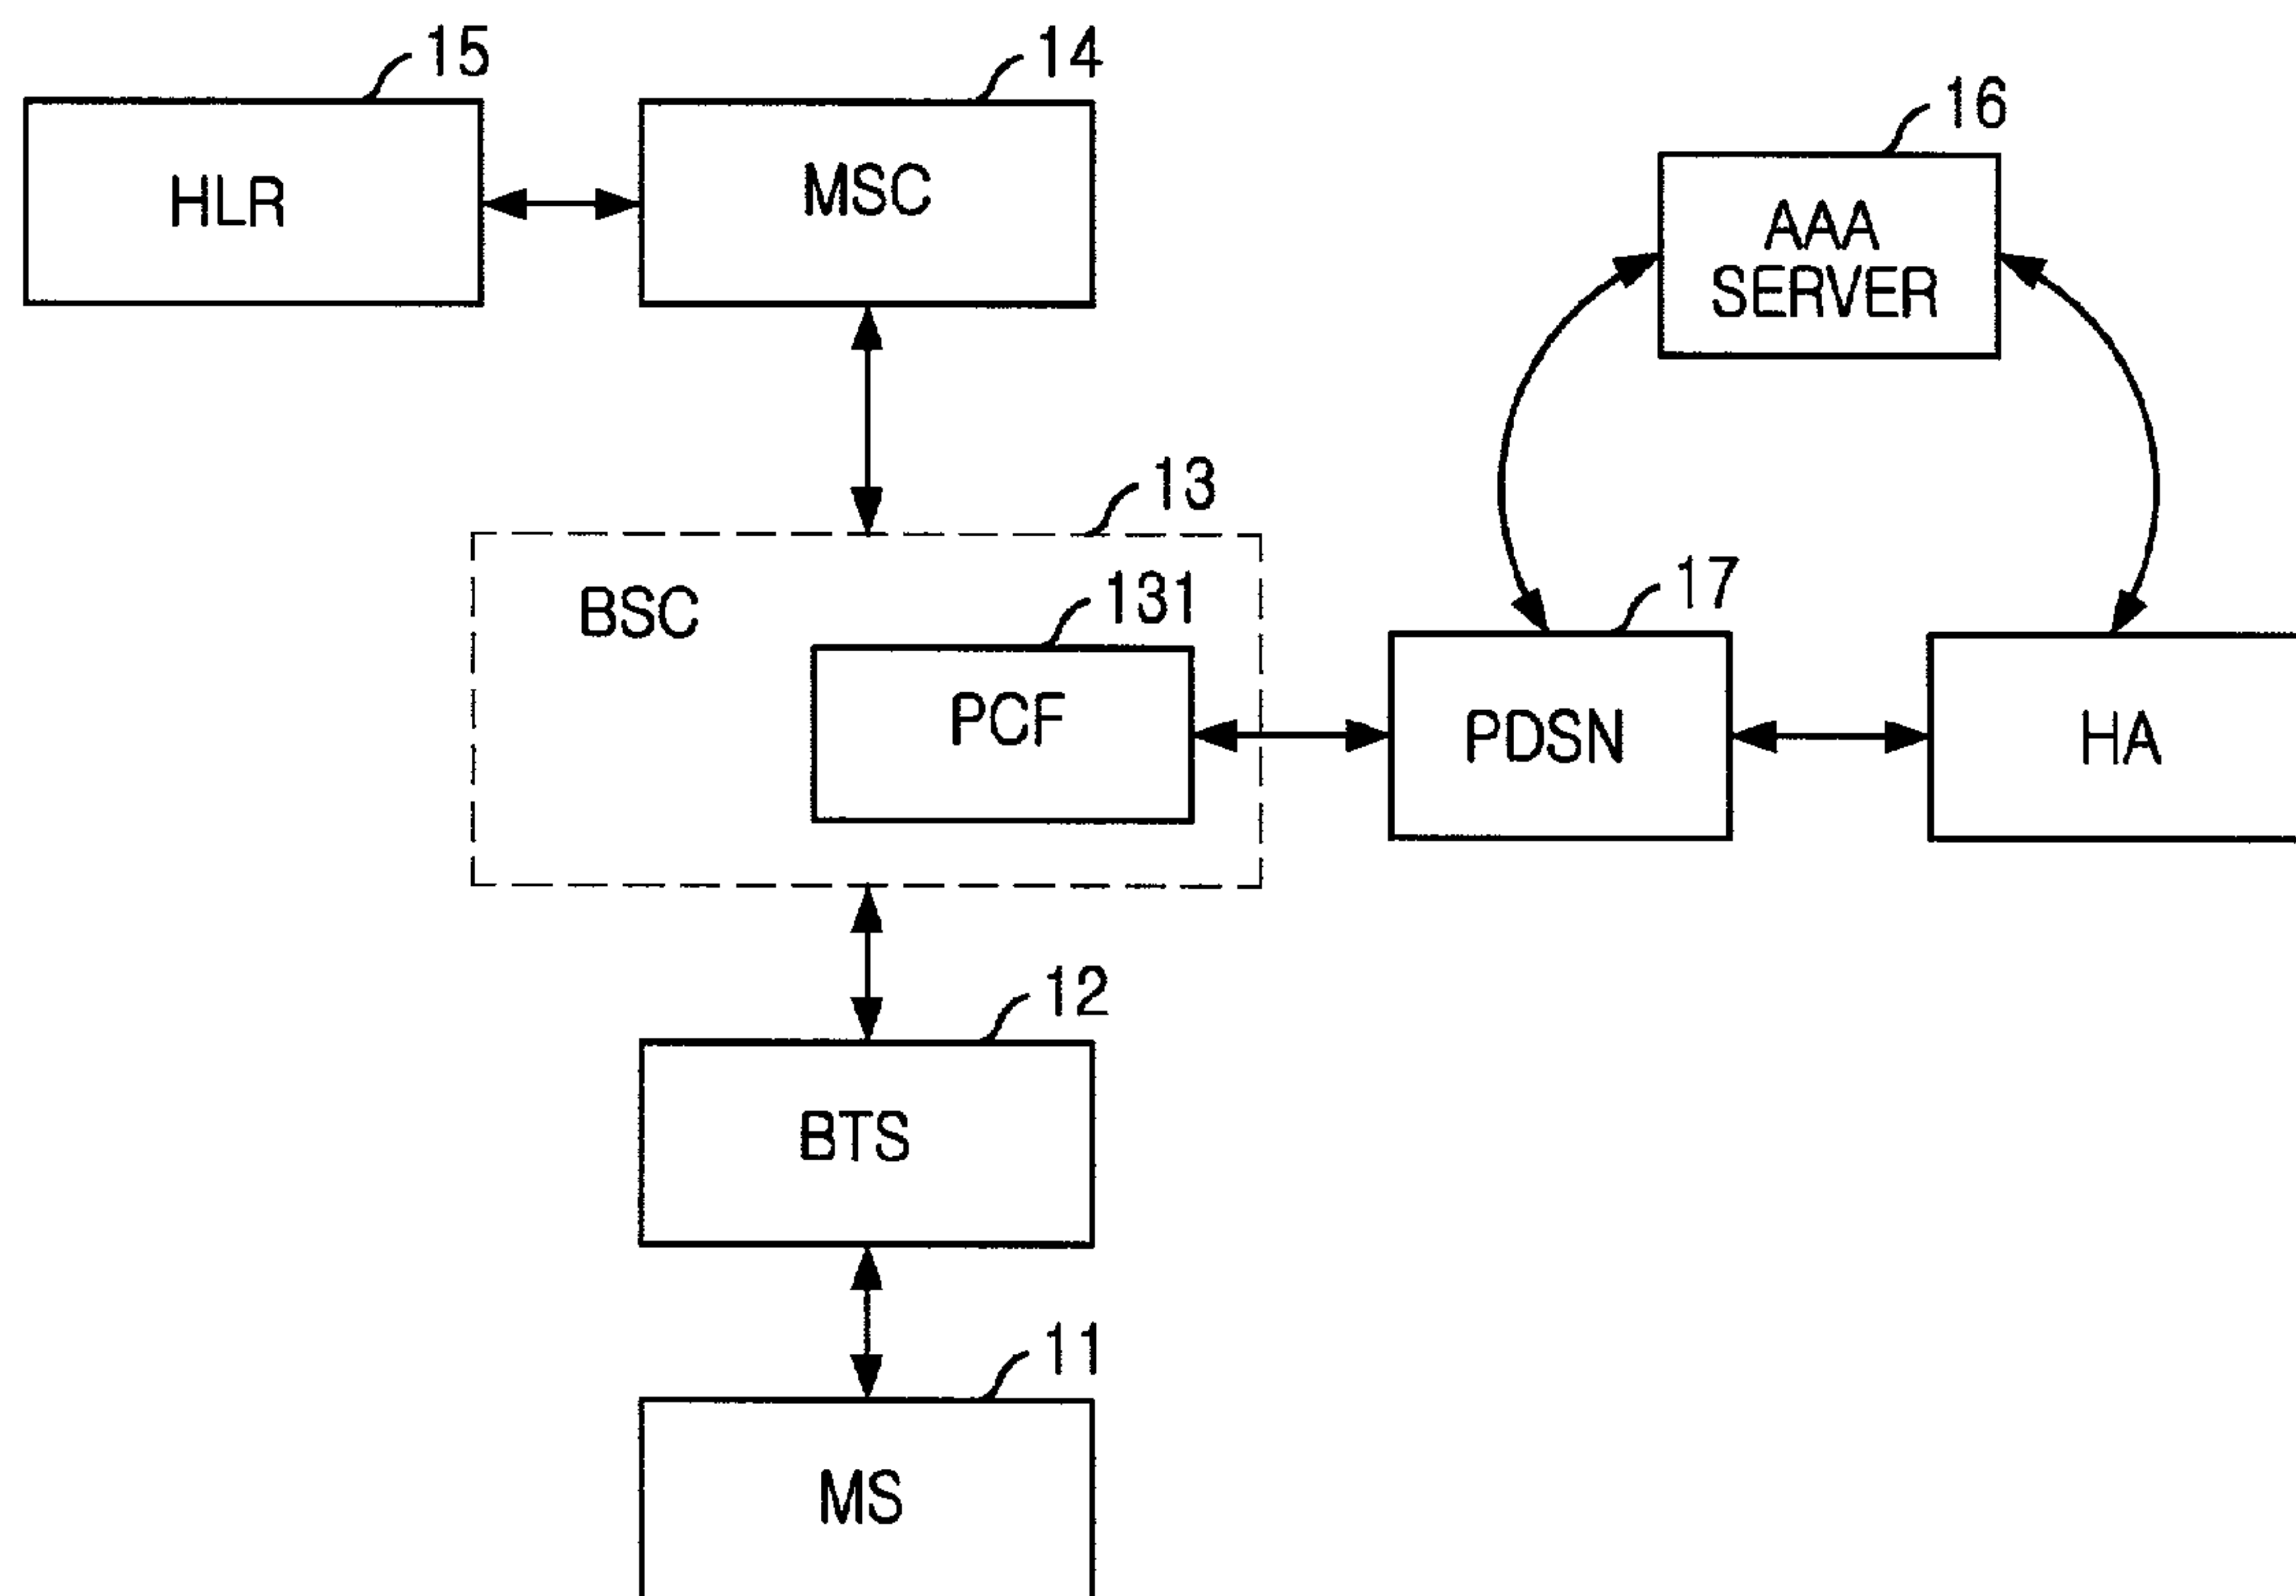 15
14
16
HLR
MSC
AAA
SERVER
13
BSC
131
17
PCF
PDSN
HA
12
BTS
11
MS